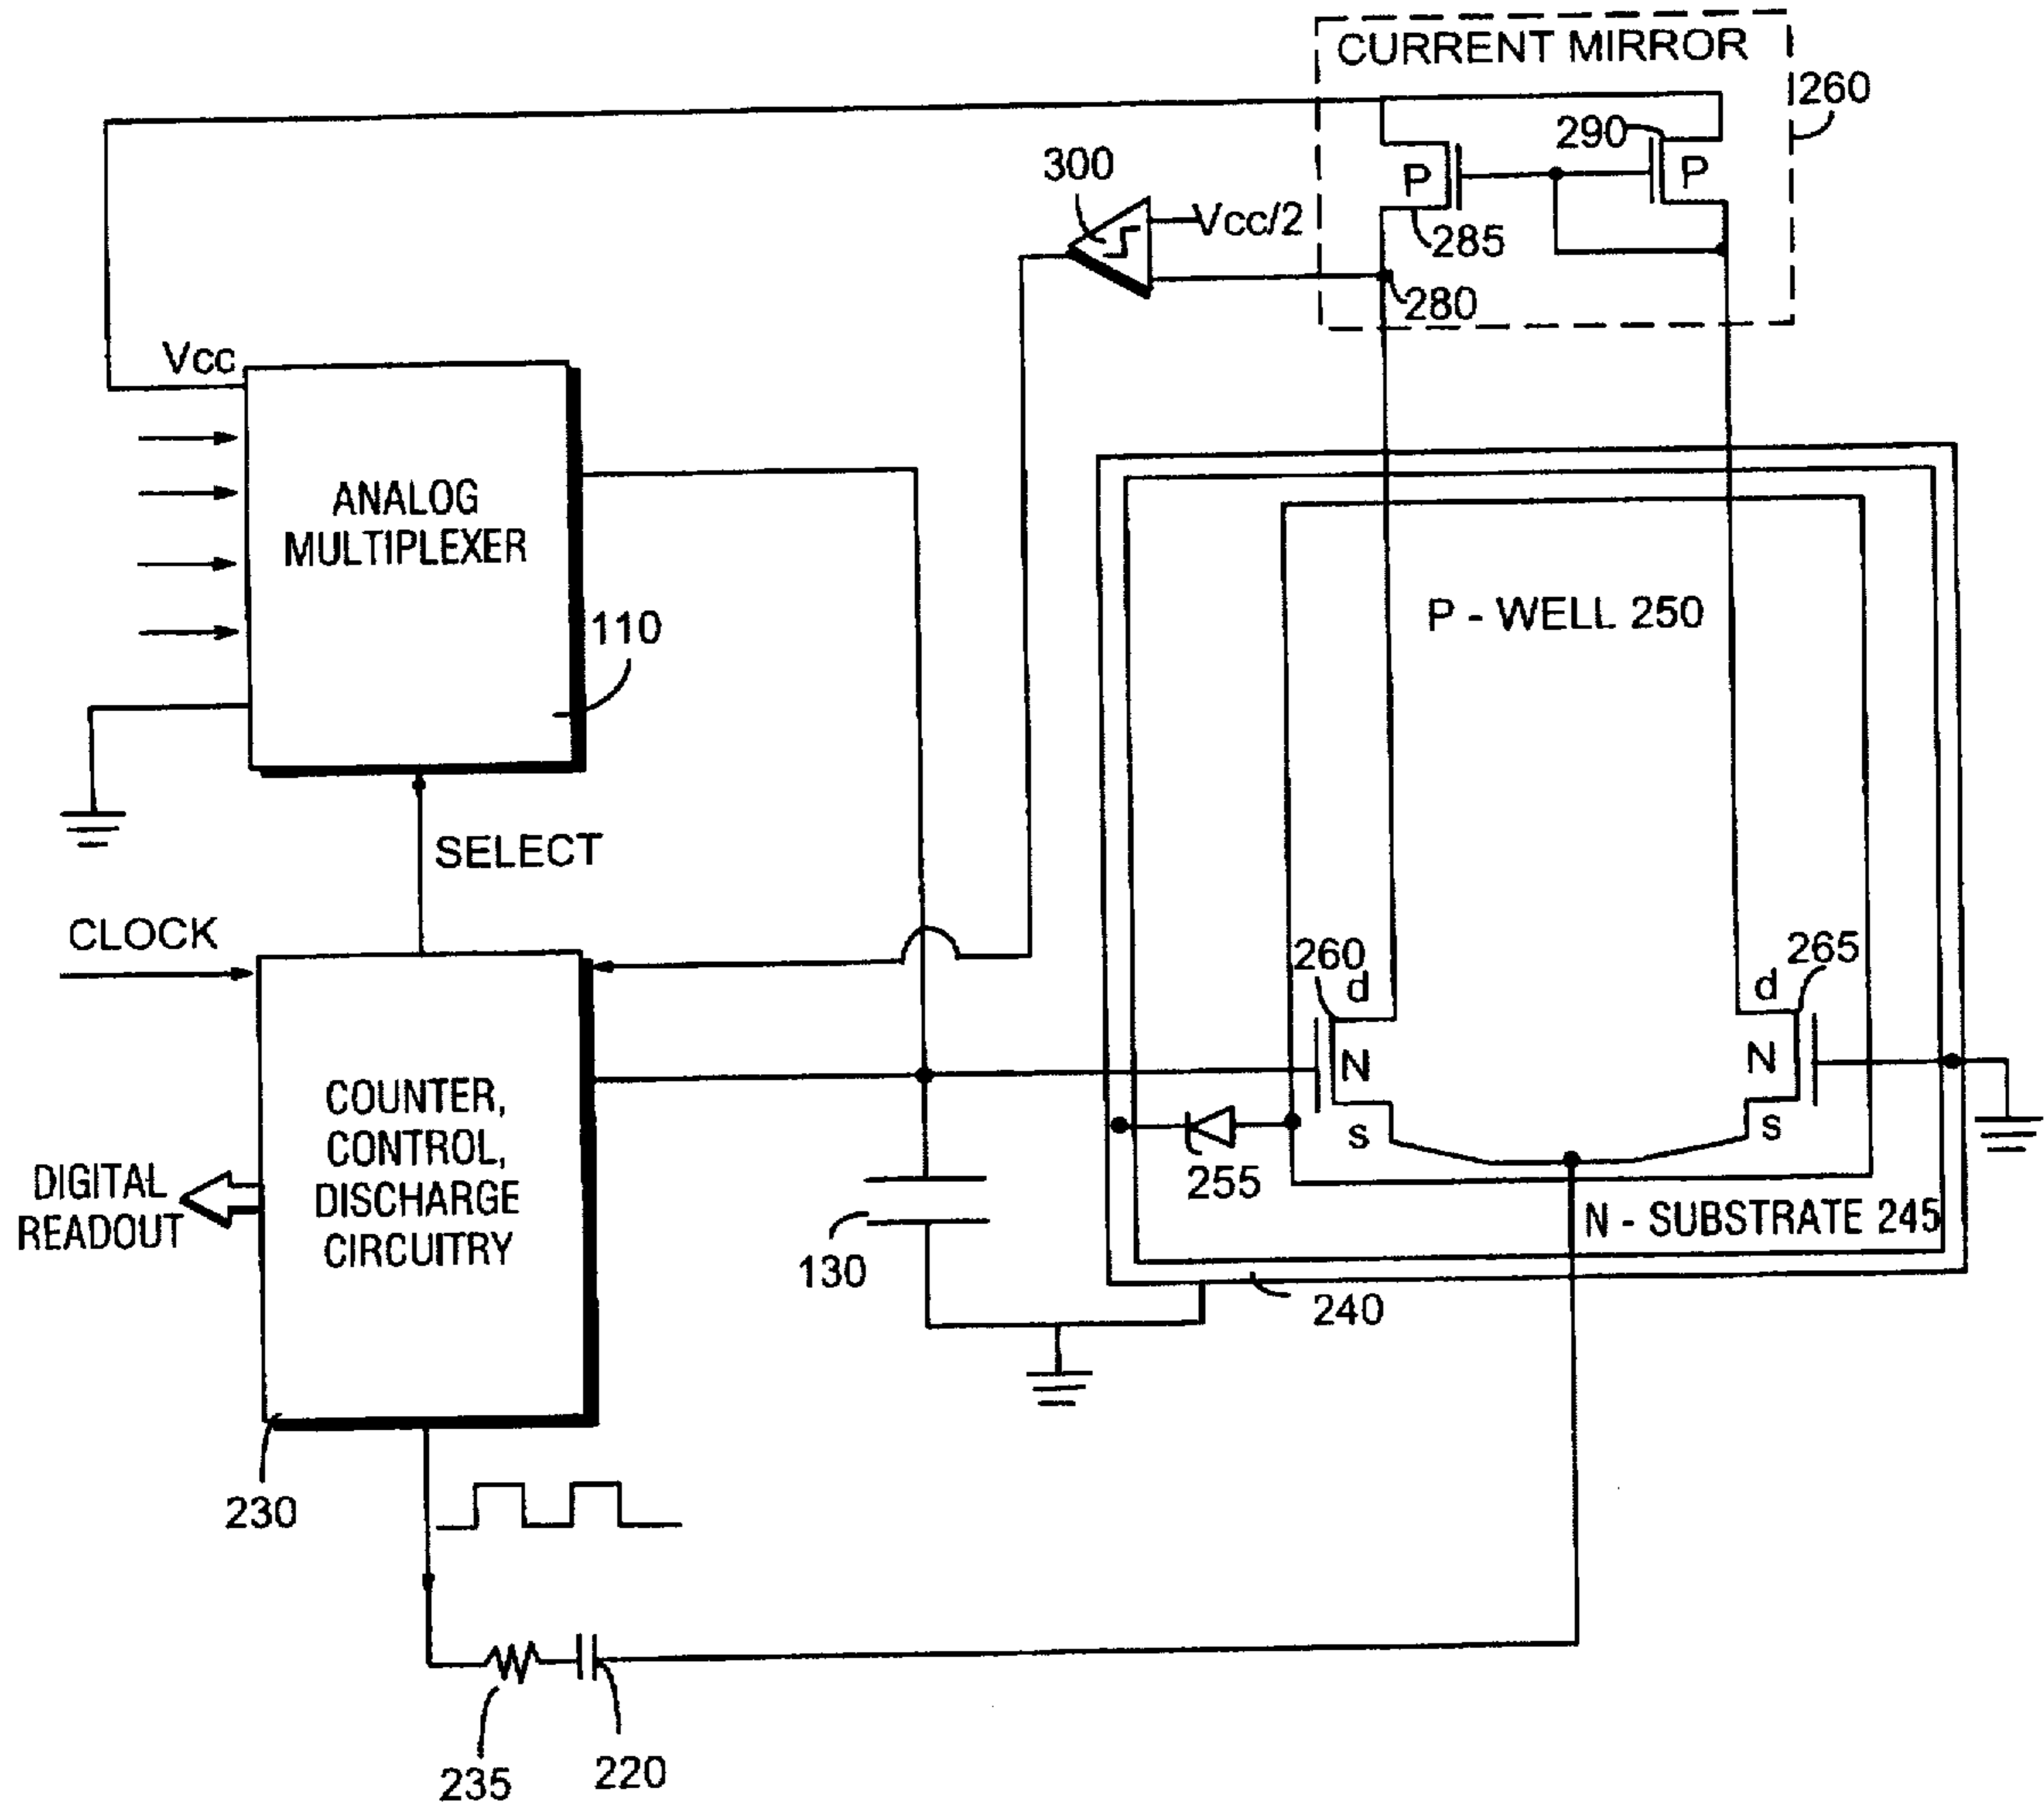 CURRENT MIRROR
260
290
P
P
300
Vcc/2
285
280
Vcc
ANALOG
MULTIPLEXER
110
P - WELL 250
SELECT
CLOCK
260
265
d
d
N
N
s
s
COUNTER,
CONTROL,
DISCHARGE
CIRCUITRY
DIGITAL
READOUT
255
N - SUBSTRATE 245
130
240
230
235
220